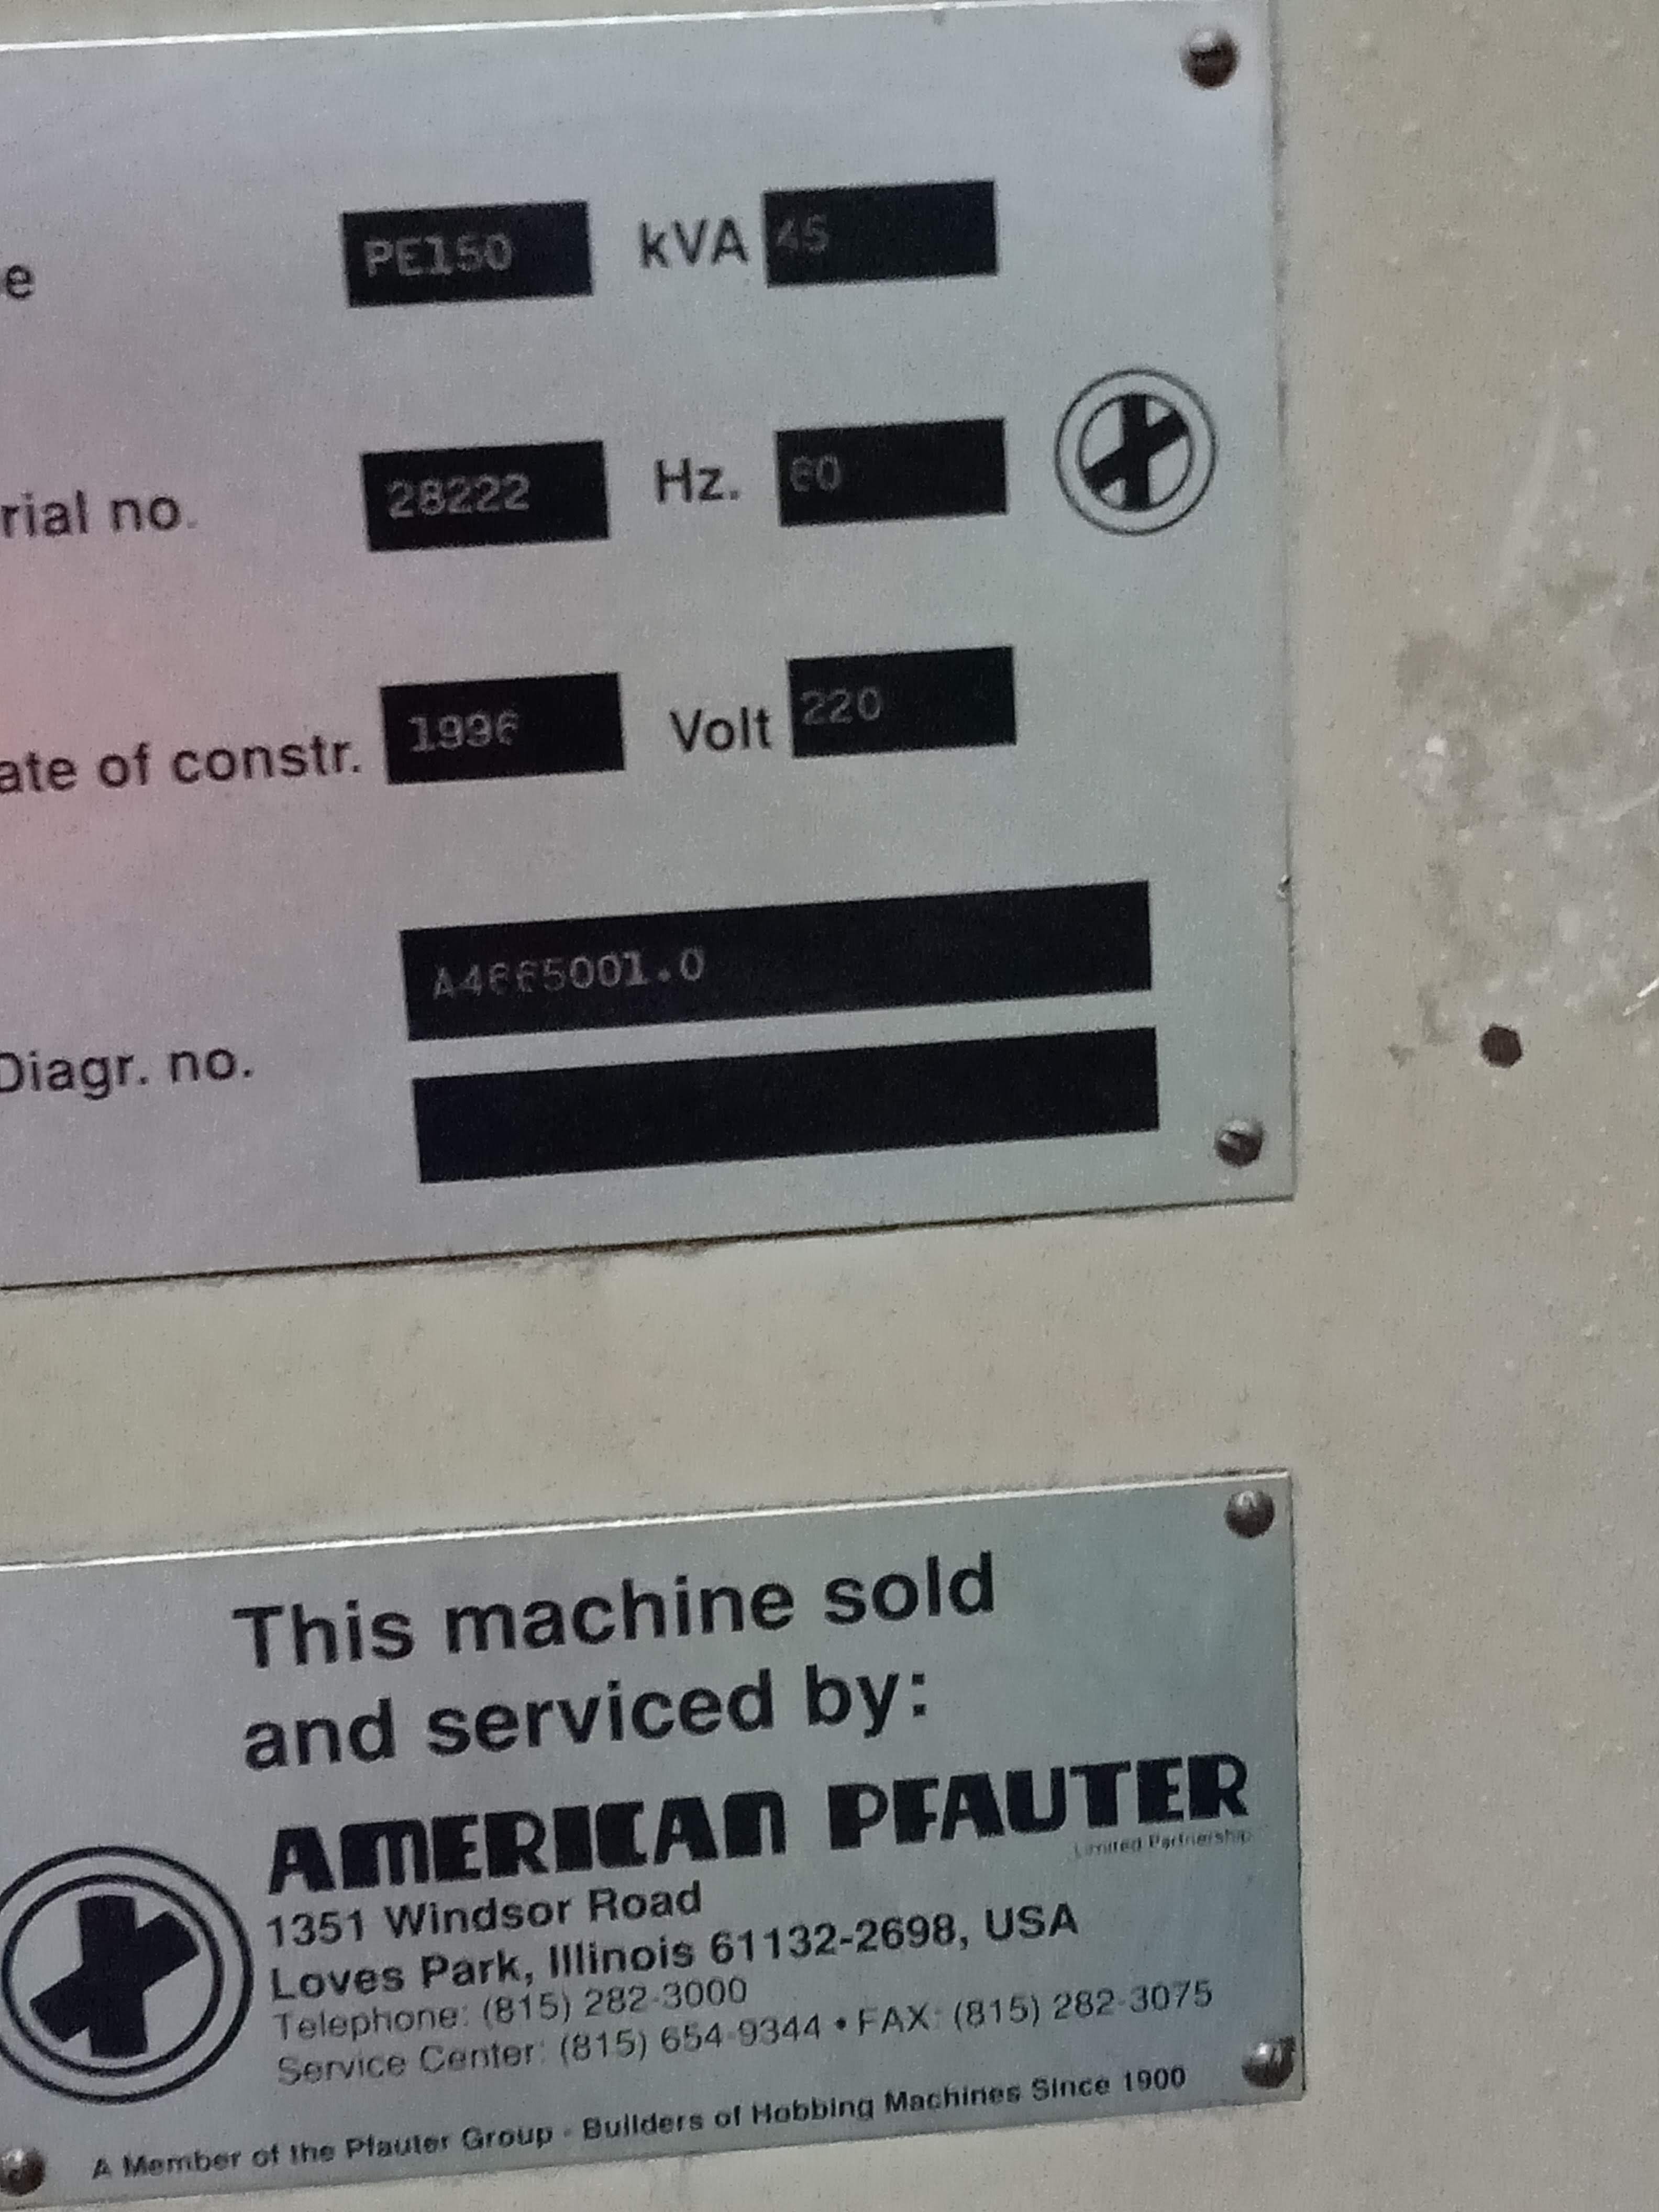 e PE150 kVA 45
rial no. 28222 Hz. 60
ate of constr. 1996 Volt 220
A4665001.0
Diagr. no.
This machine sold
and serviced by:
AMERICAN PFAUTER
Limited Partnership
1351 Windsor Road
Loves Park, Illinois 61132-2698, USA
Telephone: (815) 282-3000
Service Center: (815) 654-9344 • FAX: (815) 282-3075
A Member of the Pfauter Group - Builders of Hobbing Machines Since 1900